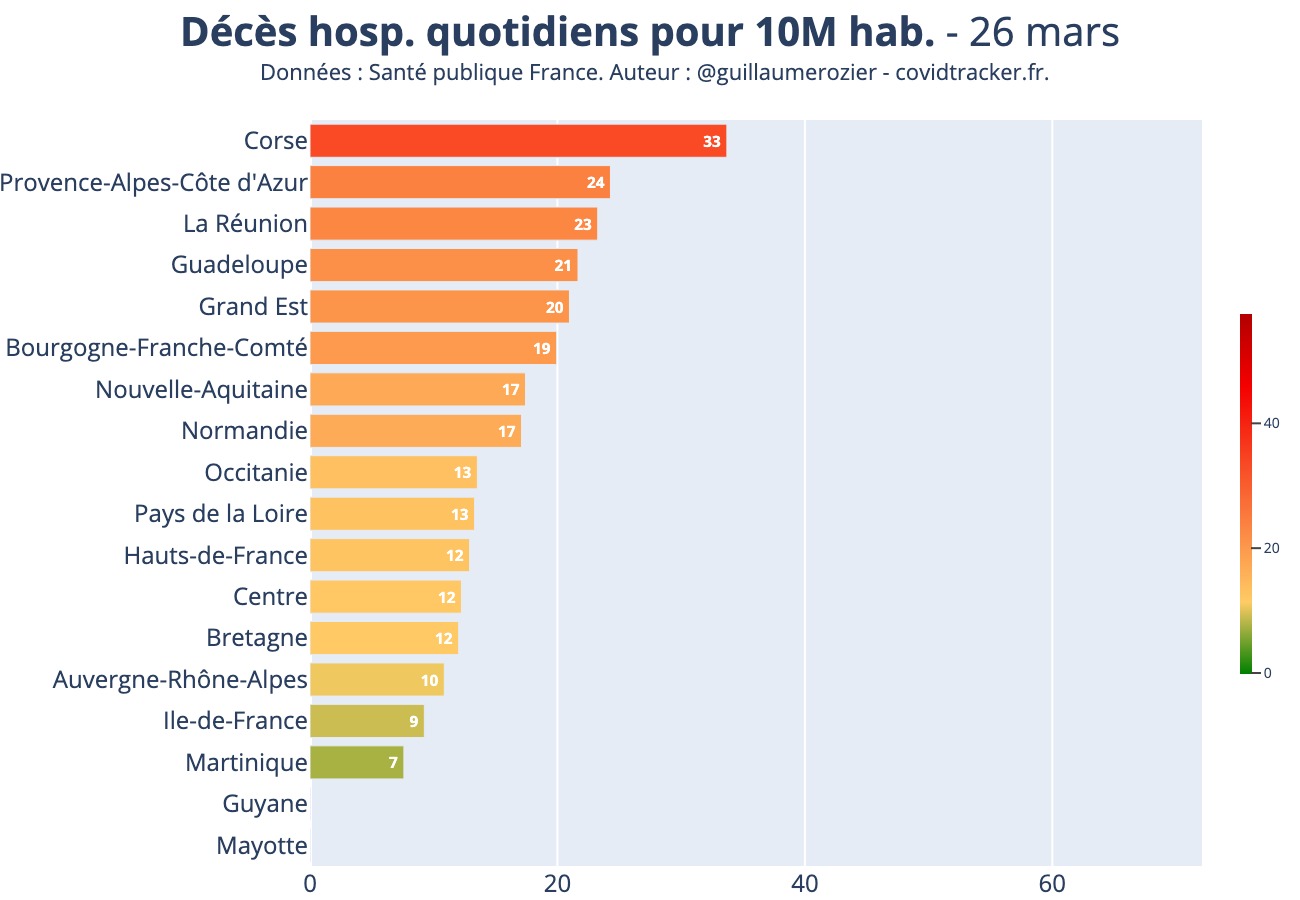 Décès hosp. quotidiens pour 10M hab. - 26 mars
Données : Santé publique France. Auteur : @guillaumerozier - covidtracker.fr.
Corse 33
Provence-Alpes-Côte d'Azur 24
La Réunion 23
Guadeloupe 21
Grand Est 20
Bourgogne-Franche-Comté 19
Nouvelle-Aquitaine 17
Normandie 17
Occitanie 13
Pays de la Loire 13
Hauts-de-France 12
Centre 12
Bretagne 12
Auvergne-Rhône-Alpes 10
Ile-de-France 9
Martinique 7
Guyane
Mayotte
0 20 40 60
40
20
0